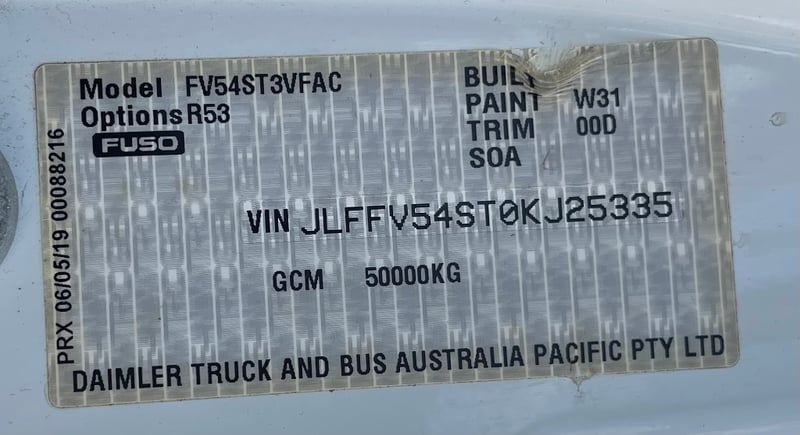 Model FV54ST3VFAC
Options R53
FUSO
BUILT
PAINT W31
TRIM 00D
SOA
VIN JLFFV54ST0KJ25335
GCM 50000KG
DAIMLER TRUCK AND BUS AUSTRALIA PACIFIC PTY LTD
PRX 06/05/19 00088216